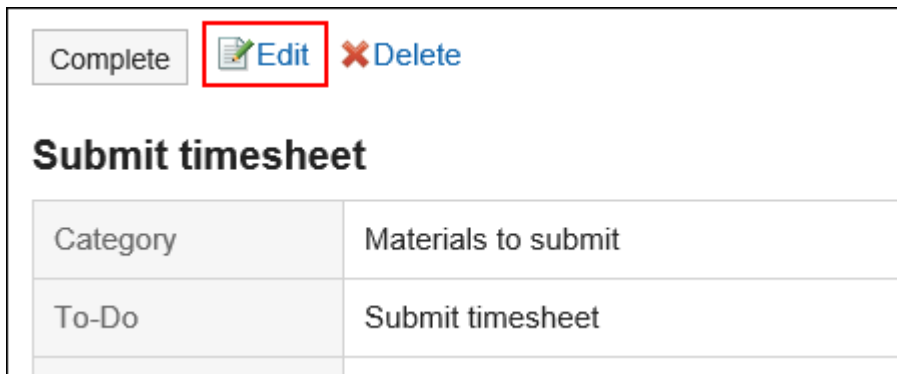 Complete Edit Delete
Submit timesheet
Category Materials to submit
To-Do Submit timesheet